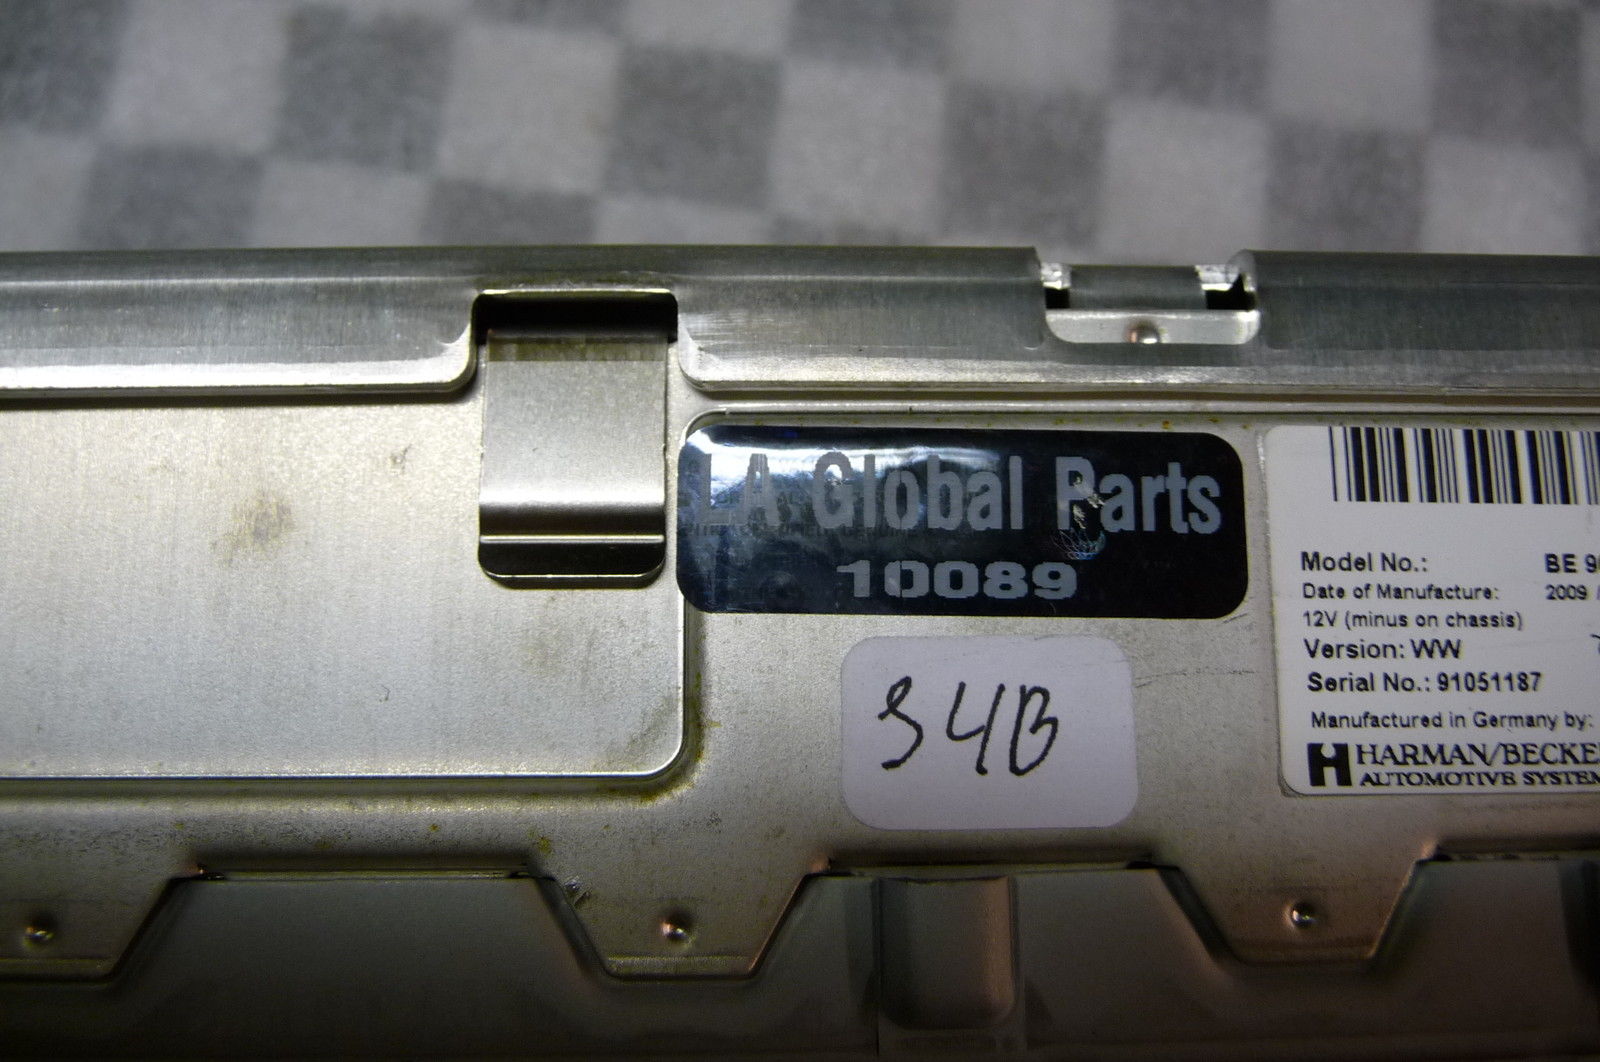 LA Global Parts
10089
S4B
Model No.: BE 9
Date of Manufacture: 2009 /
12V (minus on chassis)
Version: WW
Serial No.: 91051187
Manufactured in Germany by:
HARMAN/BECKE
AUTOMOTIVE SYSTEM